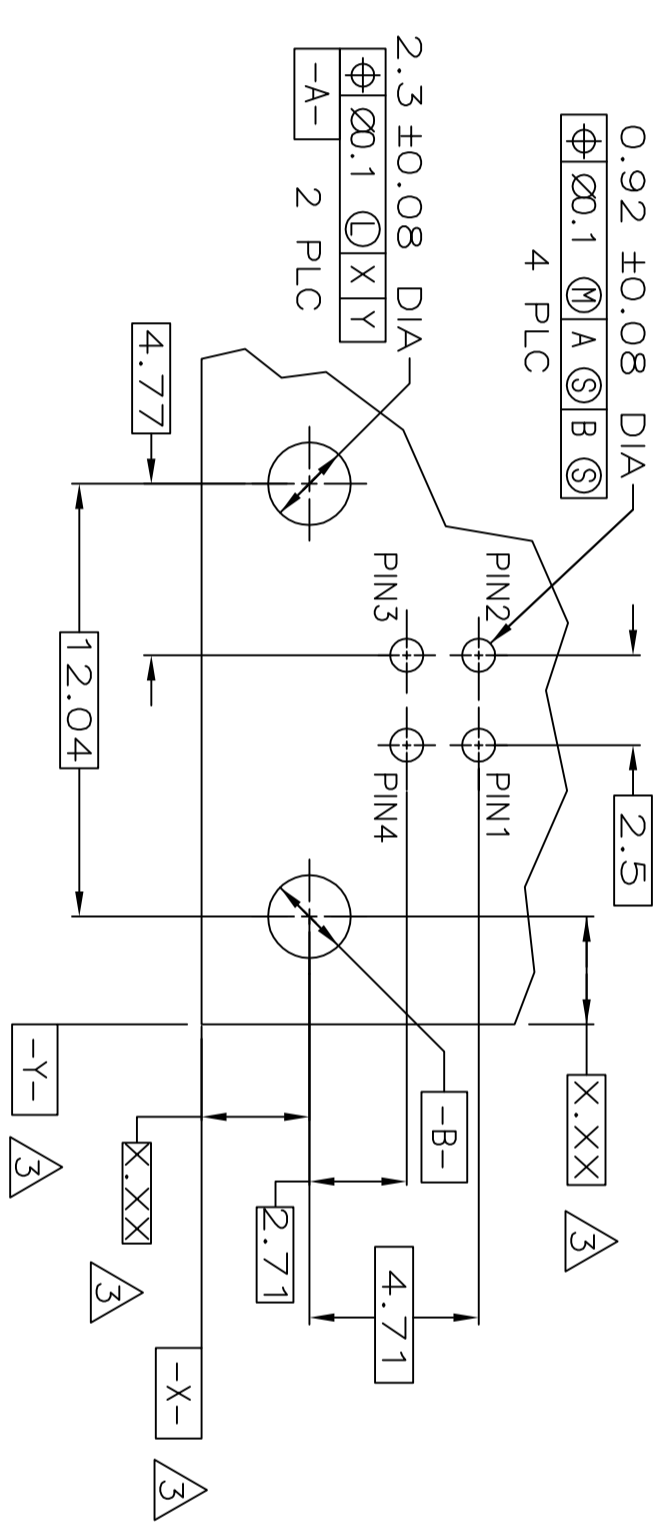 0.92 ±0.08 DIA
⌖ Ø0.1 Ⓜ A Ⓢ B Ⓢ
4 PLC
2.5
X.XX
3
2.3 ±0.08 DIA
⌖ Ø0.1 Ⓛ X Y
-A-
2 PLC
PIN2
PIN1
PIN3
PIN4
-B-
4.71
4.77
2.71
12.04
X.XX
3
-X-
3
-Y-
3